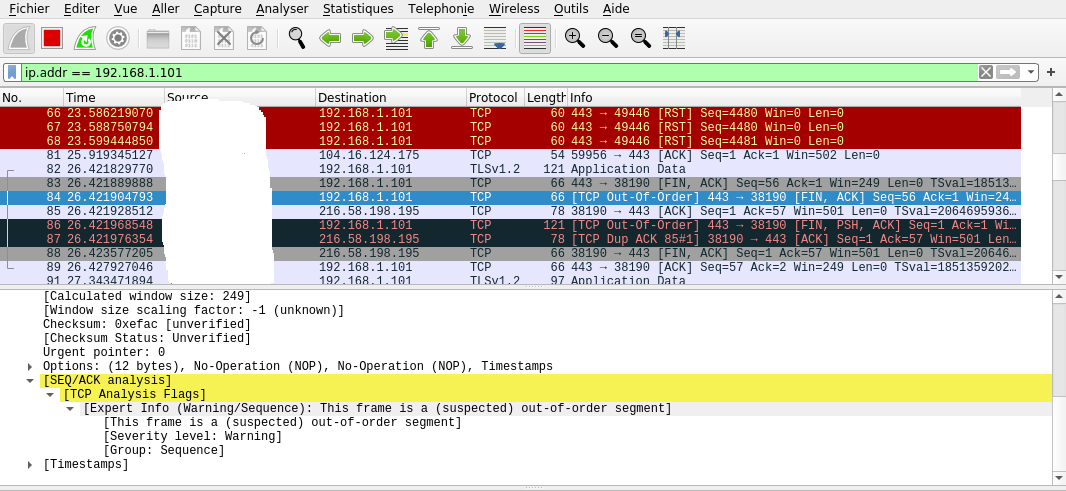 Fichier Editer Vue Aller Capture Analyser Statistiques Telephonie Wireless Outils Aide
ip.addr == 192.168.1.101
No. Time Source Destination Protocol Length Info
66 23.586219070 192.168.1.101 TCP 60 443 → 49446 [RST] Seq=4480 Win=0 Len=0
67 23.588750794 192.168.1.101 TCP 60 443 → 49446 [RST] Seq=4480 Win=0 Len=0
68 23.599444850 192.168.1.101 TCP 60 443 → 49446 [RST] Seq=4481 Win=0 Len=0
81 25.919345127 104.16.124.175 TCP 54 59956 → 443 [ACK] Seq=1 Ack=1 Win=502 Len=0
82 26.421829770 192.168.1.101 TLSv1.2 121 Application Data
83 26.421889888 192.168.1.101 TCP 66 443 → 38190 [FIN, ACK] Seq=56 Ack=1 Win=249 Len=0 TSval=18513…
84 26.421904793 192.168.1.101 TCP 66 [TCP Out-Of-Order] 443 → 38190 [FIN, ACK] Seq=56 Ack=1 Win=24…
85 26.421928512 216.58.198.195 TCP 78 38190 → 443 [ACK] Seq=1 Ack=57 Win=501 Len=0 TSval=2064695936…
86 26.421968548 192.168.1.101 TCP 121 [TCP Out-Of-Order] 443 → 38190 [FIN, PSH, ACK] Seq=1 Ack=1 Wi…
87 26.421976354 216.58.198.195 TCP 78 [TCP Dup ACK 85#1] 38190 → 443 [ACK] Seq=1 Ack=57 Win=501 Len…
88 26.423577205 216.58.198.195 TCP 66 38190 → 443 [FIN, ACK] Seq=1 Ack=57 Win=501 Len=0 TSval=20646…
89 26.427927046 192.168.1.101 TCP 66 443 → 38190 [ACK] Seq=57 Ack=2 Win=249 Len=0 TSval=1851359202…
91 27.343471894 192.168.1.101 TLSv1.2 97 Application Data
[Calculated window size: 249]
[Window size scaling factor: -1 (unknown)]
Checksum: 0xefac [unverified]
[Checksum Status: Unverified]
Urgent pointer: 0
Options: (12 bytes), No-Operation (NOP), No-Operation (NOP), Timestamps
[SEQ/ACK analysis]
[TCP Analysis Flags]
[Expert Info (Warning/Sequence): This frame is a (suspected) out-of-order segment]
[This frame is a (suspected) out-of-order segment]
[Severity level: Warning]
[Group: Sequence]
[Timestamps]